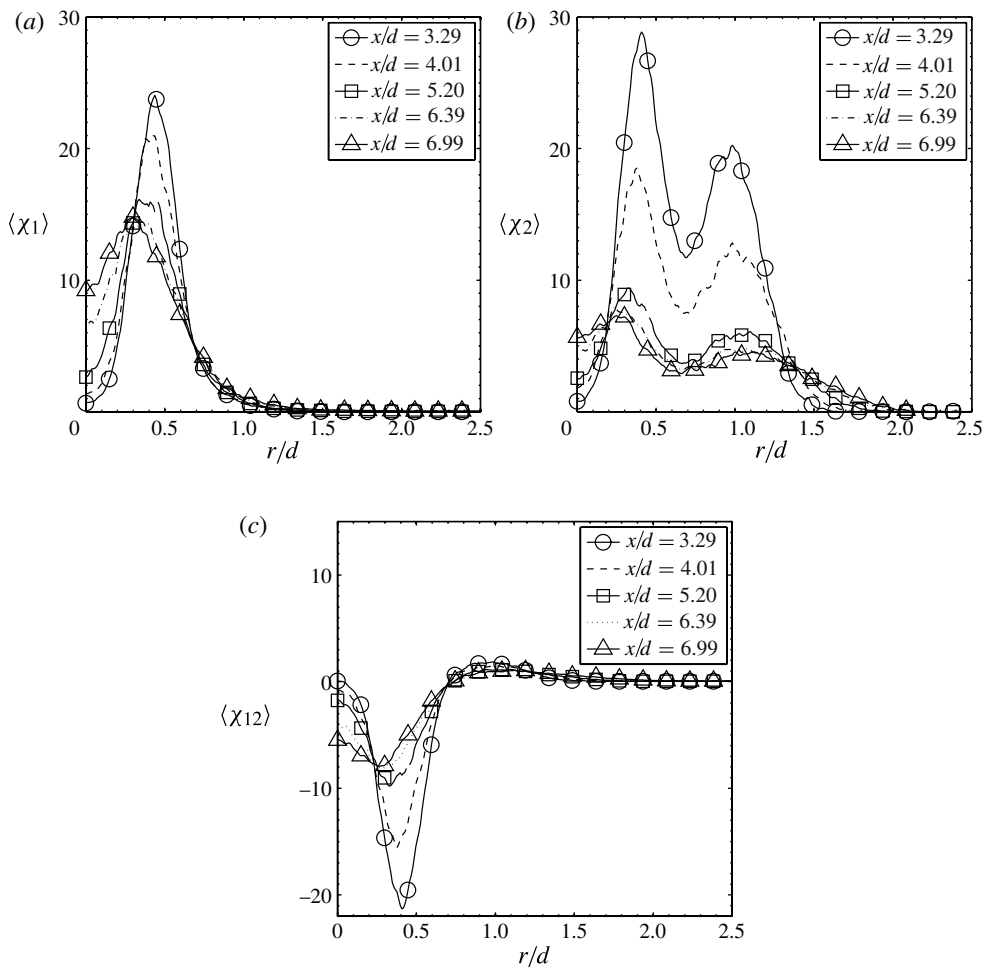 (a)
30
20
10
0
⟨χ1⟩
0.5
1.0
1.5
2.0
2.5
r/d
x/d = 3.29
x/d = 4.01
x/d = 5.20
x/d = 6.39
x/d = 6.99
(b)
30
20
10
0
⟨χ2⟩
0.5
1.0
1.5
2.0
2.5
r/d
x/d = 3.29
x/d = 4.01
x/d = 5.20
x/d = 6.39
x/d = 6.99
(c)
10
0
−10
−20
⟨χ12⟩
0
0.5
1.0
1.5
2.0
2.5
r/d
x/d = 3.29
x/d = 4.01
x/d = 5.20
x/d = 6.39
x/d = 6.99